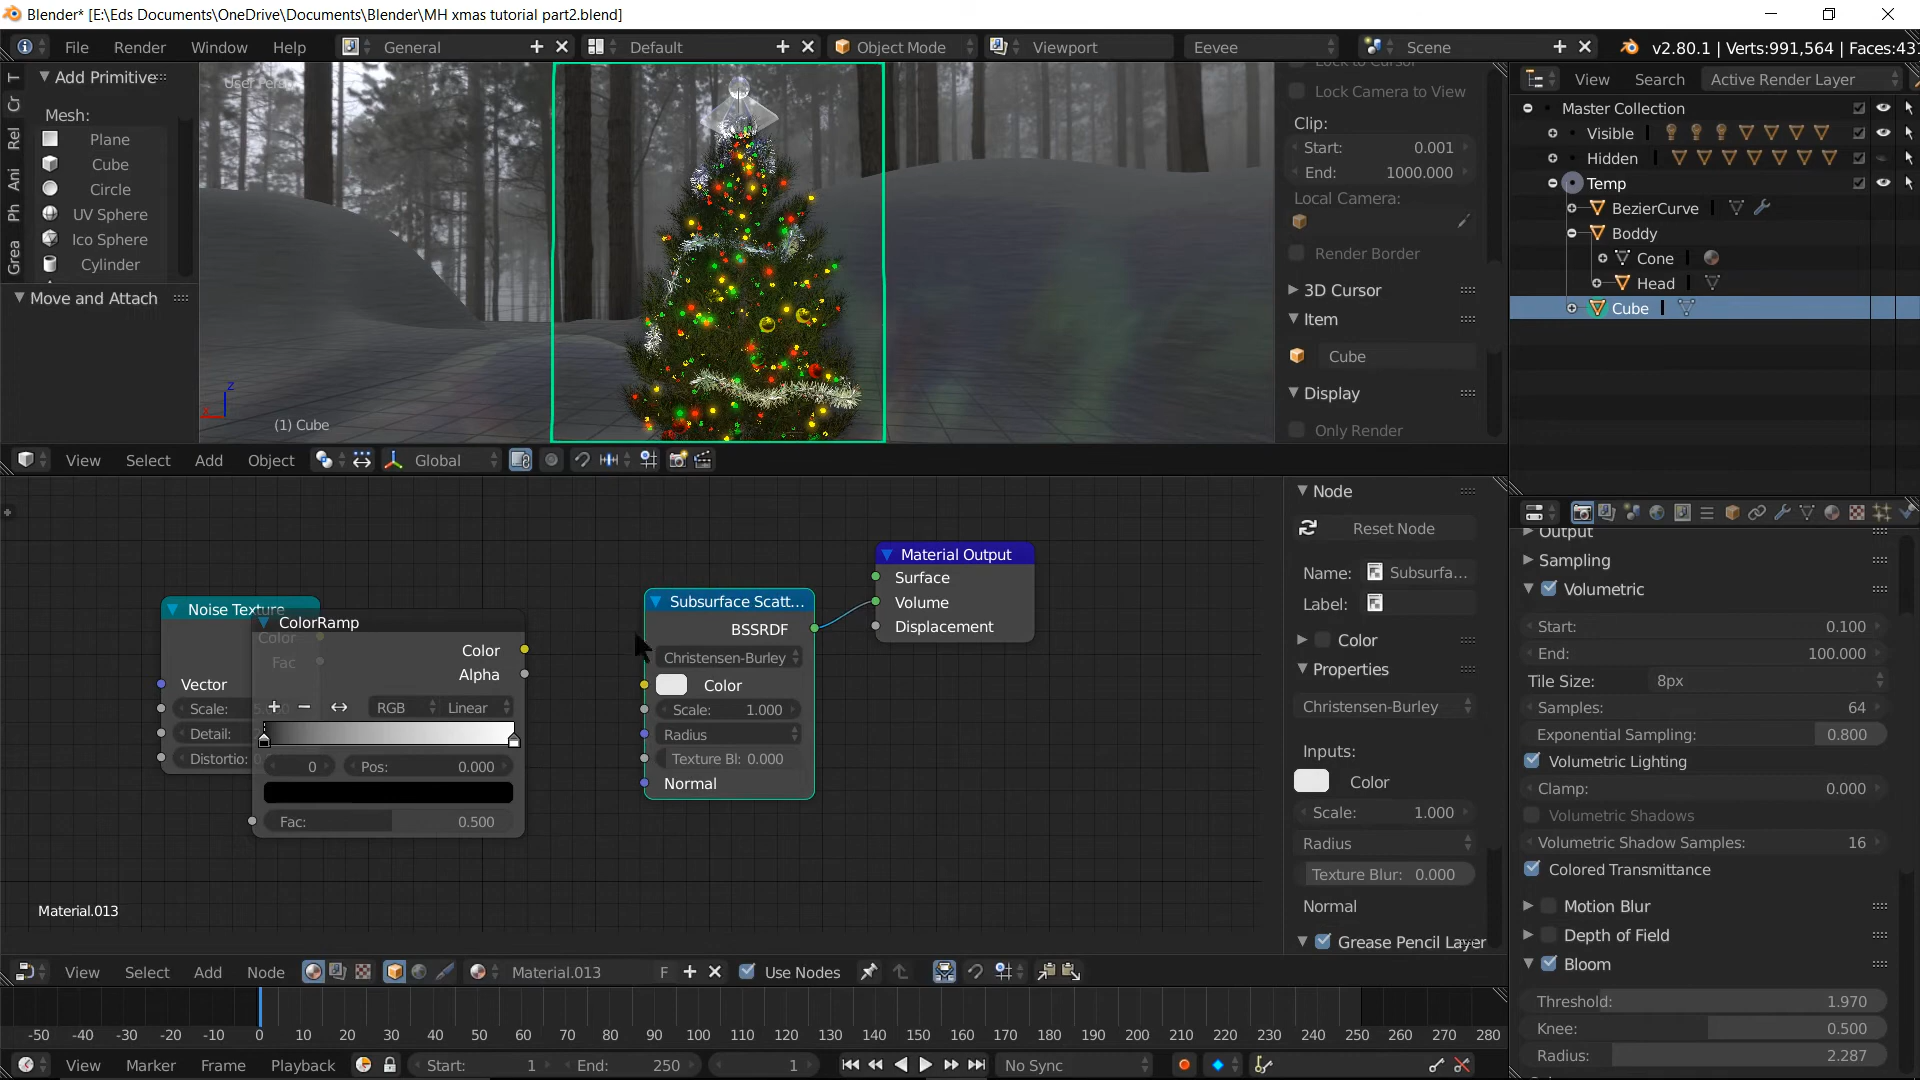 Blender* [E:\Eds Documents\OneDrive\Documents\Blender\MH xmas tutorial part2.blend]
File Render Window Help General Default Object Mode Viewport Eevee Scene v2.80.1 | Verts:991,564 | Faces:431
T
Cr
Rel
Ani
Ph
Grea
Add Primitive
Mesh:
Plane
Cube
Circle
UV Sphere
Ico Sphere
Cylinder
Move and Attach
User Persp
(1) Cube
z
x
Lock to Cursor
Lock Camera to View
Clip:
Start: 0.001
End: 1000.000
Local Camera:
Render Border
3D Cursor
Item
Cube
Display
Only Render
View Search Active Render Layer
Master Collection
Visible
Hidden
Temp
BezierCurve
Boddy
Cone
Head
Cube
View Select Add Object Global
Noise Texture
Color
Fac
Vector
Scale:
Detail:
Distortio:
ColorRamp
Color
Alpha
RGB Linear
0 Pos: 0.000
Fac: 0.500
Subsurface Scatt...
BSSRDF
Christensen-Burley
Color
Scale: 1.000
Radius
Texture Bl: 0.000
Normal
Material Output
Surface
Volume
Displacement
Material.013
Node
Reset Node
Name: Subsurfa...
Label:
Color
Properties
Christensen-Burley
Inputs:
Color
Scale: 1.000
Radius
Texture Blur: 0.000
Normal
Grease Pencil Layer
Output
Sampling
Volumetric
Start: 0.100
End: 100.000
Tile Size: 8px
Samples: 64
Exponential Sampling: 0.800
Volumetric Lighting
Clamp: 0.000
Volumetric Shadows
Volumetric Shadow Samples: 16
Colored Transmittance
Motion Blur
Depth of Field
Bloom
Threshold: 1.970
Knee: 0.500
Radius: 2.287
View Select Add Node Material.013 F Use Nodes
-50 -40 -30 -20 -10 0 10 20 30 40 50 60 70 80 90 100 110 120 130 140 150 160 170 180 190 200 210 220 230 240 250 260 270 280
View Marker Frame Playback Start: 1 End: 250 1 No Sync